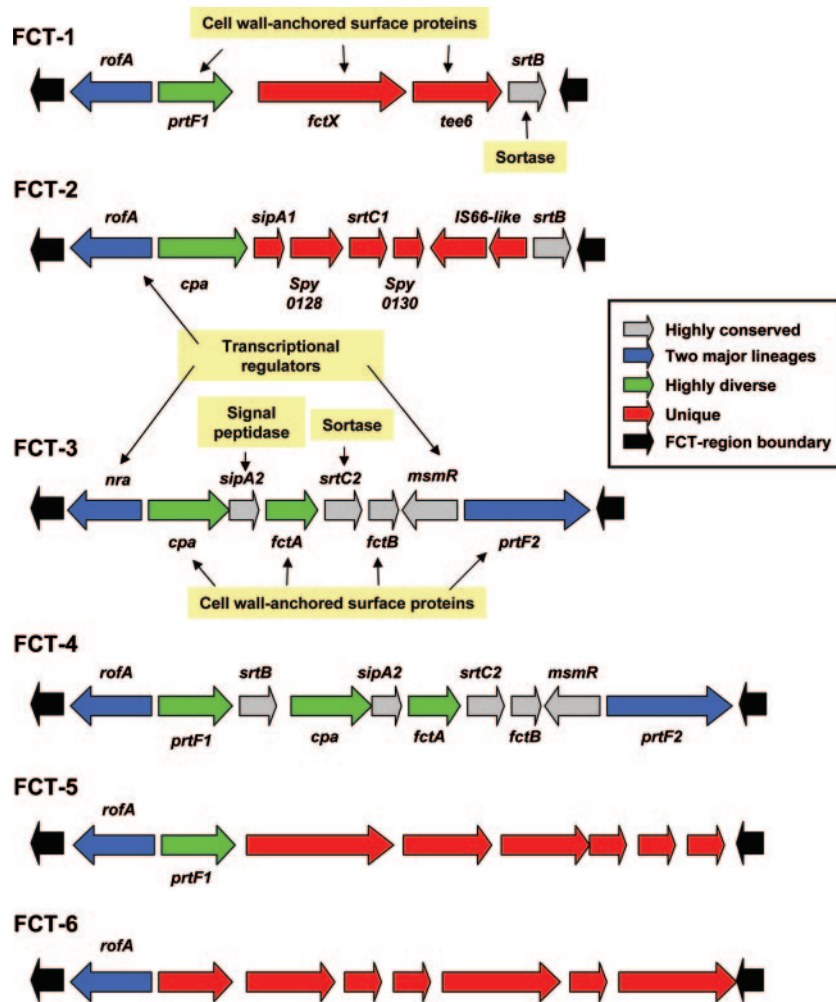 Cell wall-anchored surface proteins
FCT-1
rofA
srtB
prtF1
fctX
tee6
Sortase
FCT-2
rofA
sipA1
srtC1
IS66-like
srtB
cpa
Spy
0128
Spy
0130
Transcriptional
regulators
Highly conserved
Two major lineages
Highly diverse
Unique
FCT-region boundary
Signal
peptidase
Sortase
FCT-3
nra
sipA2
srtC2
msmR
cpa
fctA
fctB
prtF2
Cell wall-anchored surface proteins
FCT-4
rofA
srtB
sipA2
srtC2
msmR
prtF1
cpa
fctA
fctB
prtF2
FCT-5
rofA
prtF1
FCT-6
rofA